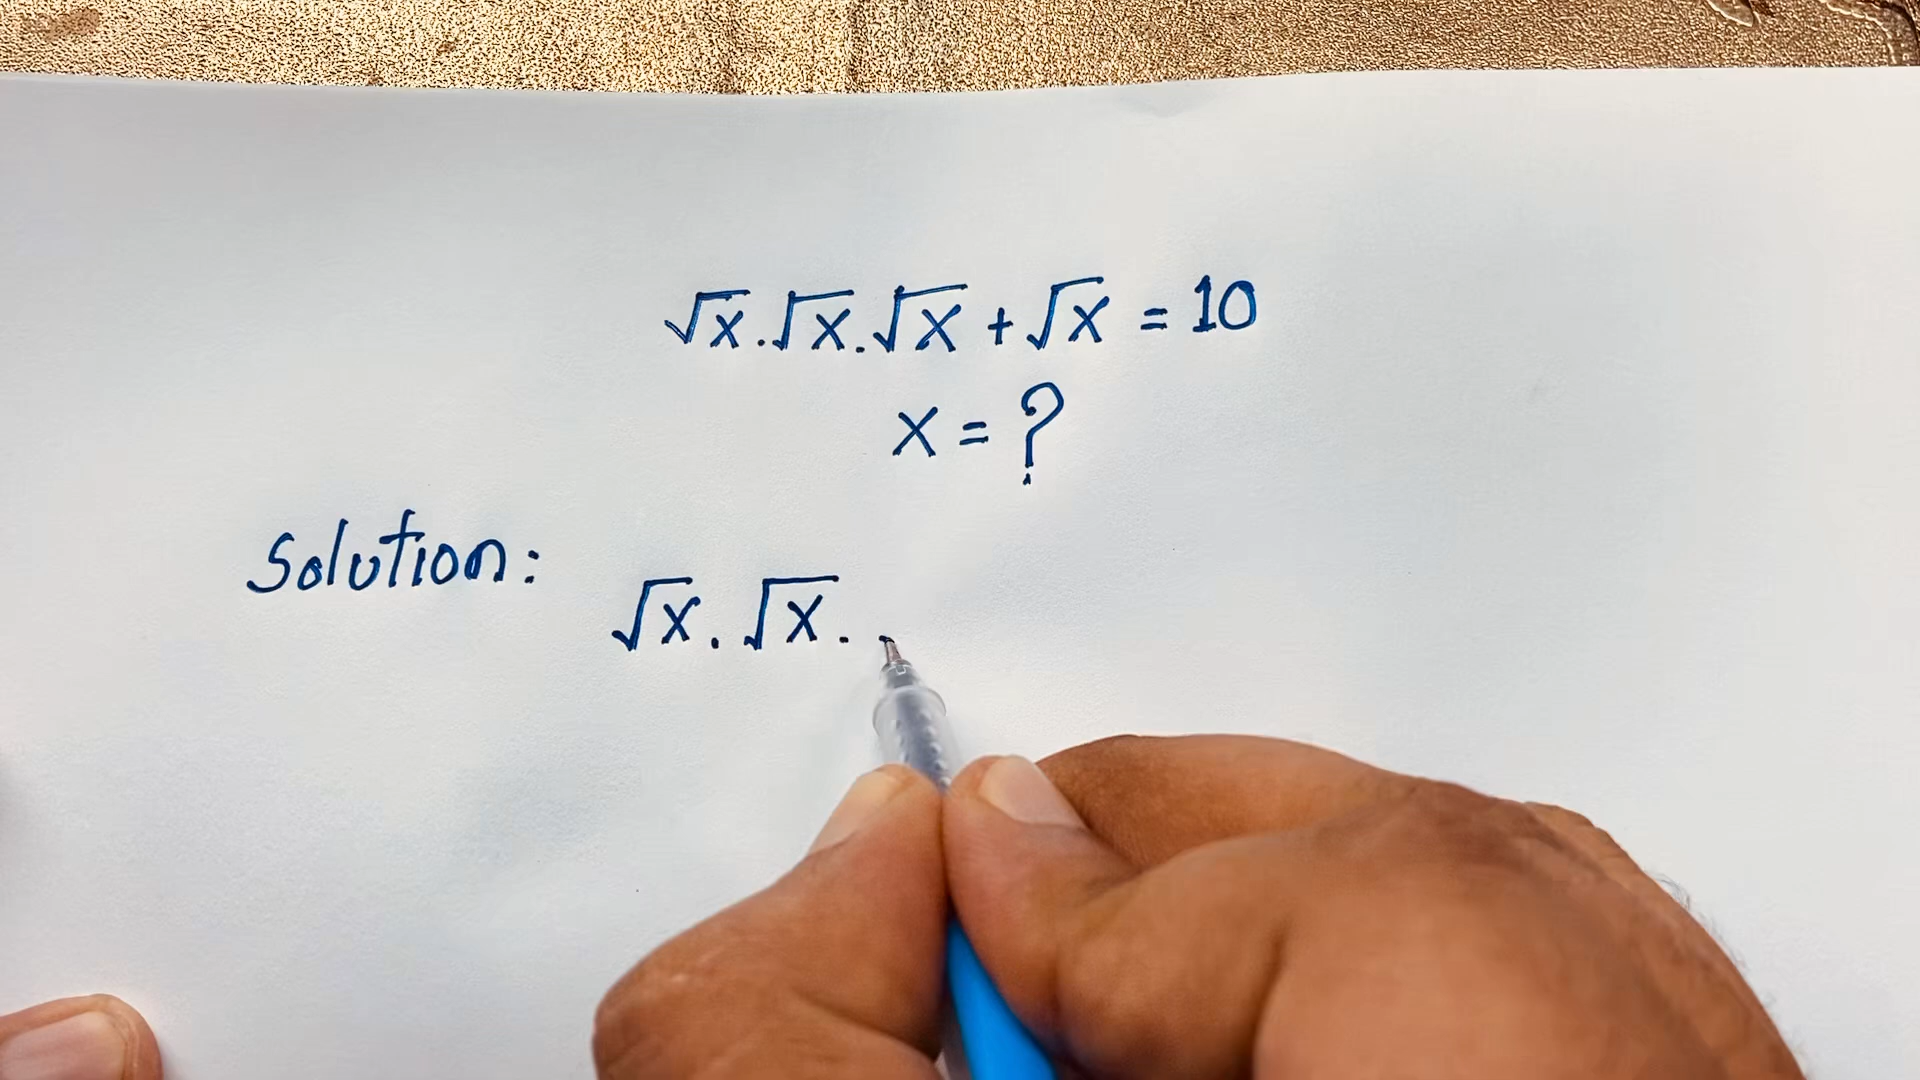 √x.√x.√x+√x = 10
x = ?
Solution:
√x. √x.